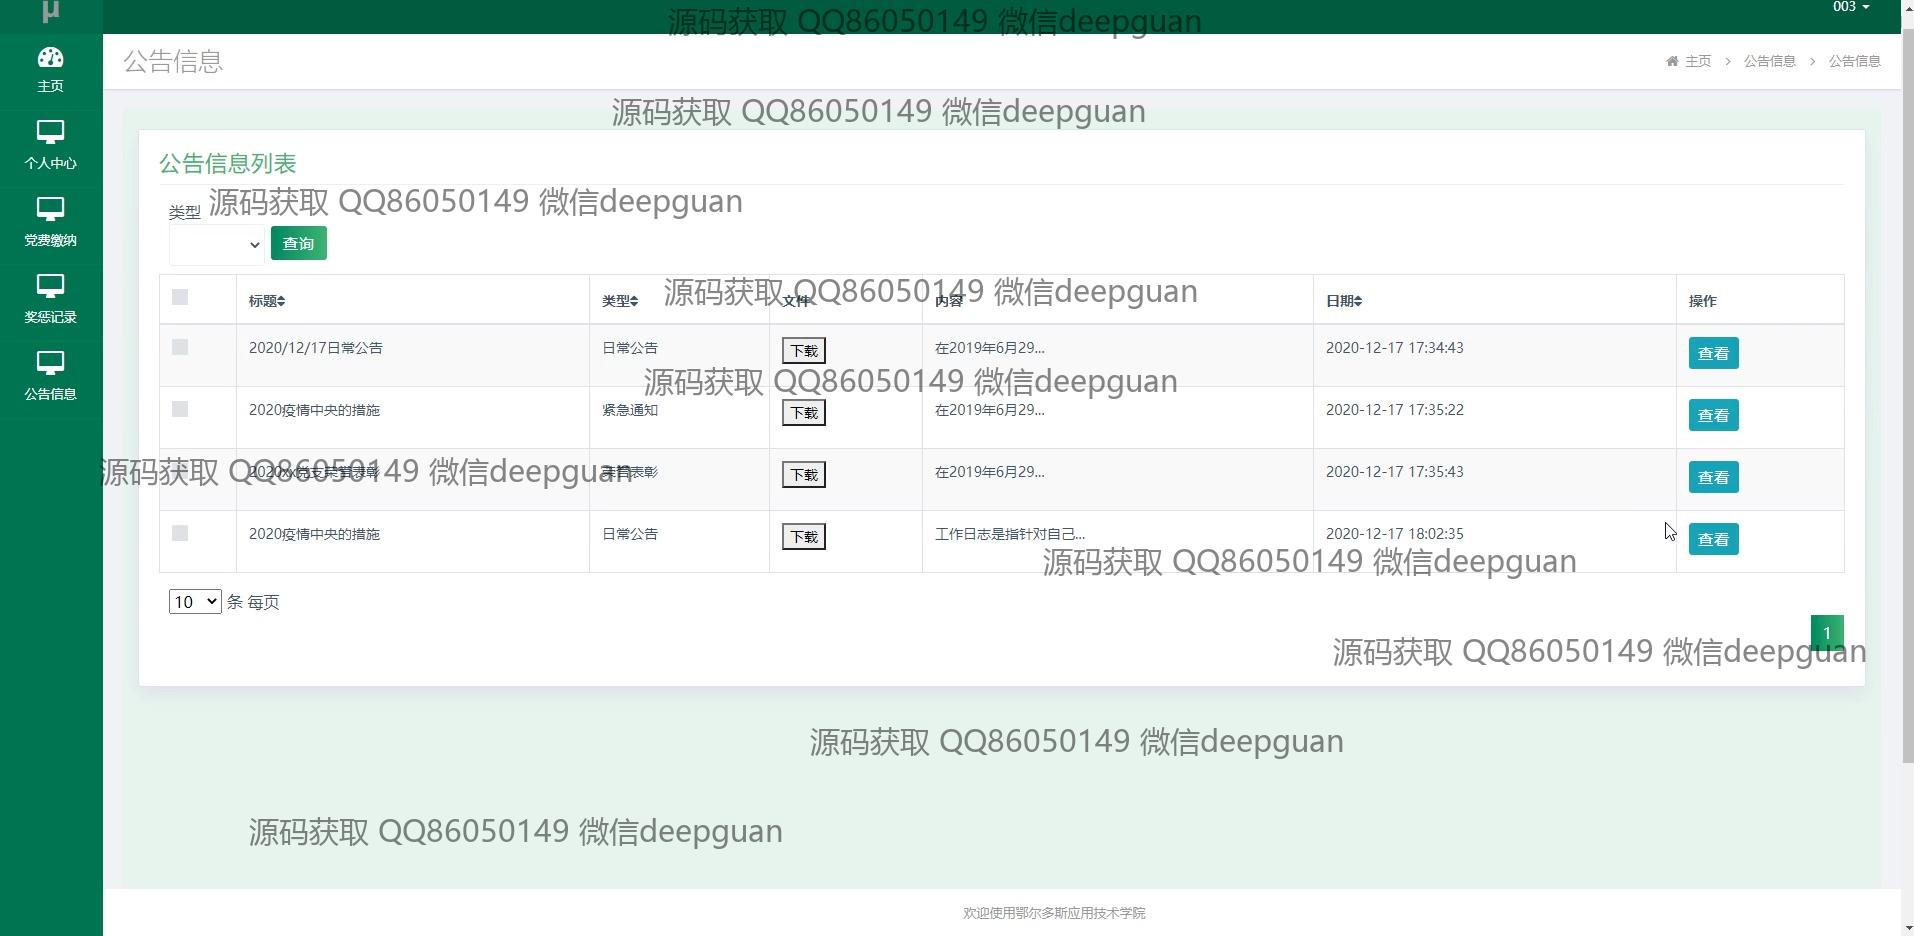 μ
003
源码获取 QQ86050149 微信deepguan
主页
公告信息
主页 > 公告信息 > 公告信息
源码获取 QQ86050149 微信deepguan
个人中心
公告信息列表
源码获取 QQ86050149 微信deepguan
类型
党费缴纳
查询
源码获取 QQ86050149 微信deepguan
标题 类型 文件 内容 日期 操作
奖惩记录
2020/12/17日常公告 日常公告 下载 在2019年6月29... 2020-12-17 17:34:43 查看
源码获取 QQ86050149 微信deepguan
公告信息
2020疫情中央的措施 紧急通知 下载 在2019年6月29... 2020-12-17 17:35:22 查看
源码获取 QQ86050149 微信deepguan
2020xx党支荣誉表彰 荣誉表彰 下载 在2019年6月29... 2020-12-17 17:35:43 查看
2020疫情中央的措施 日常公告 下载 工作日志是指针对自己... 2020-12-17 18:02:35 查看
源码获取 QQ86050149 微信deepguan
10 条 每页
1
源码获取 QQ86050149 微信deepguan
源码获取 QQ86050149 微信deepguan
源码获取 QQ86050149 微信deepguan
欢迎使用鄂尔多斯应用技术学院